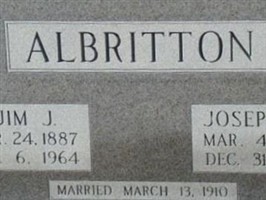 ALBRITTON
JIM J.
24, 1887
6, 1964
JOSEP
MAR. 4
DEC. 31
MARRIED MARCH 13, 1910